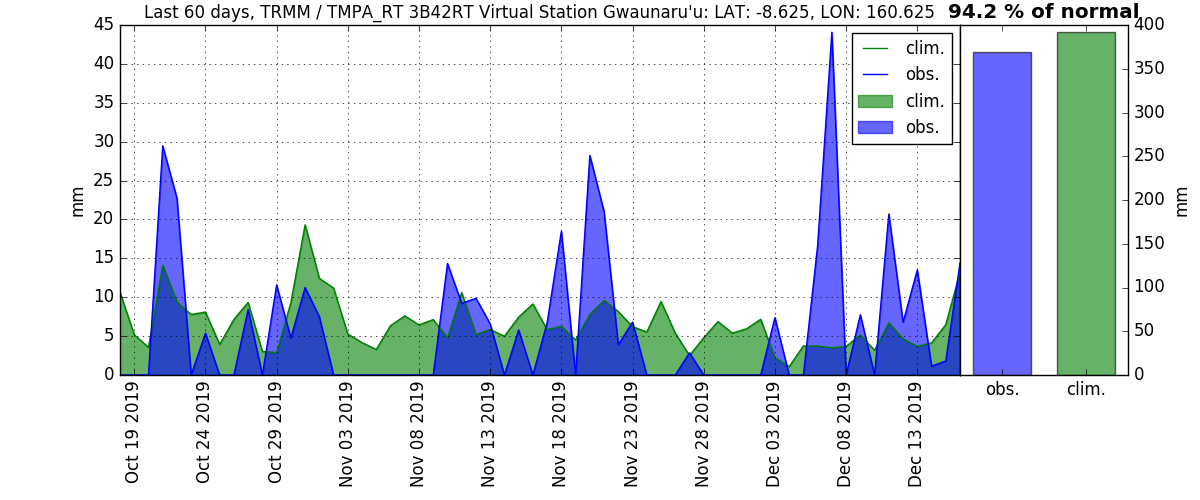 Last 60 days, TRMM / TMPA_RT 3B42RT Virtual Station Gwaunaru'u: LAT: -8.625, LON: 160.625 94.2 % of normal
45
40
35
30
25
20
15
10
5
0
mm
clim.
obs.
clim.
obs.
Oct 19 2019
Oct 24 2019
Oct 29 2019
Nov 03 2019
Nov 08 2019
Nov 13 2019
Nov 18 2019
Nov 23 2019
Nov 28 2019
Dec 03 2019
Dec 08 2019
Dec 13 2019
400
350
300
250
200
150
100
50
0
mm
obs. clim.